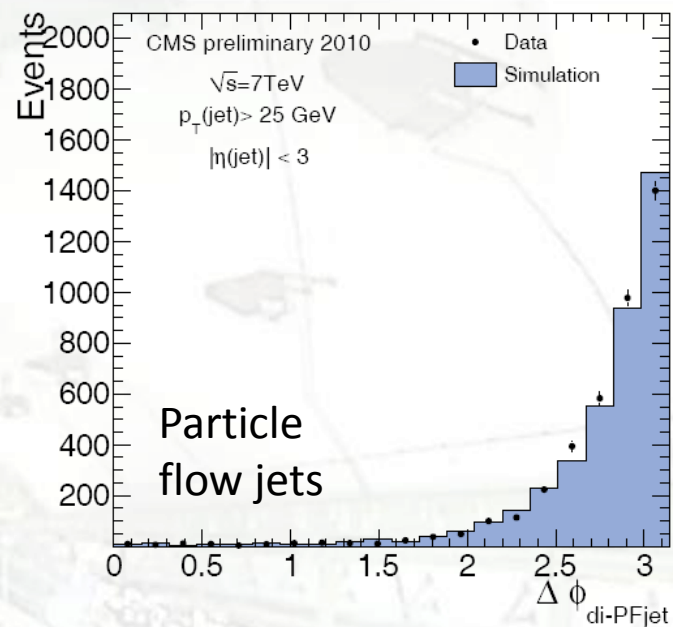 Events
2000
1800
1600
1400
1200
1000
800
600
400
200
CMS preliminary 2010
√s=7TeV
p_T(jet)> 25 GeV
|η(jet)| < 3
Data
Simulation
Particle
flow jets
0 0.5 1 1.5 2 2.5 3
Δ ϕ di-PFjet